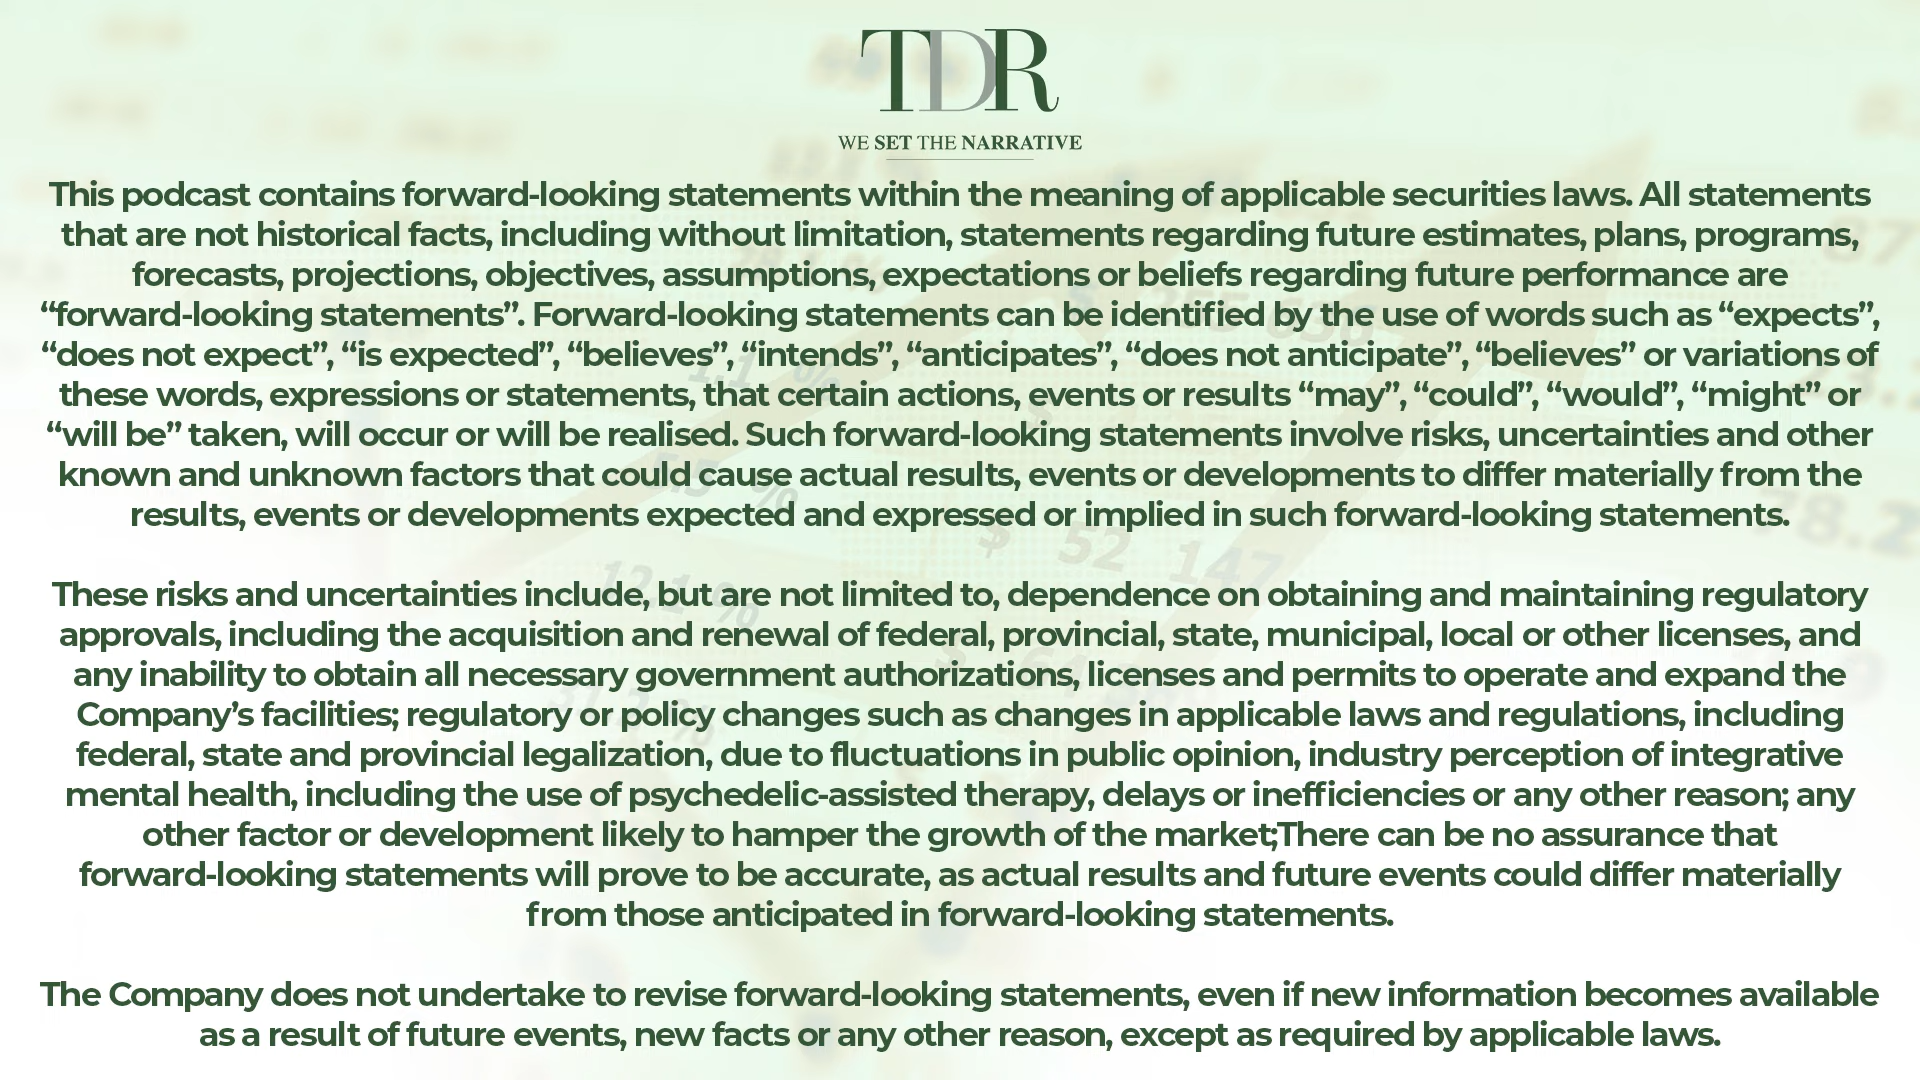 TDR
WE SET THE NARRATIVE
This podcast contains forward-looking statements within the meaning of applicable securities laws. All statements
that are not historical facts, including without limitation, statements regarding future estimates, plans, programs,
forecasts, projections, objectives, assumptions, expectations or beliefs regarding future performance are
“forward-looking statements”. Forward-looking statements can be identified by the use of words such as “expects”,
“does not expect”, “is expected”, “believes”, “intends”, “anticipates”, “does not anticipate”, “believes” or variations of
these words, expressions or statements, that certain actions, events or results “may”, “could”, “would”, “might” or
“will be” taken, will occur or will be realised. Such forward-looking statements involve risks, uncertainties and other
known and unknown factors that could cause actual results, events or developments to differ materially from the
results, events or developments expected and expressed or implied in such forward-looking statements.
These risks and uncertainties include, but are not limited to, dependence on obtaining and maintaining regulatory
approvals, including the acquisition and renewal of federal, provincial, state, municipal, local or other licenses, and
any inability to obtain all necessary government authorizations, licenses and permits to operate and expand the
Company’s facilities; regulatory or policy changes such as changes in applicable laws and regulations, including
federal, state and provincial legalization, due to fluctuations in public opinion, industry perception of integrative
mental health, including the use of psychedelic-assisted therapy, delays or inefficiencies or any other reason; any
other factor or development likely to hamper the growth of the market;There can be no assurance that
forward-looking statements will prove to be accurate, as actual results and future events could differ materially
from those anticipated in forward-looking statements.
The Company does not undertake to revise forward-looking statements, even if new information becomes available
as a result of future events, new facts or any other reason, except as required by applicable laws.
1.1 %
12.1 %
$ 52 147